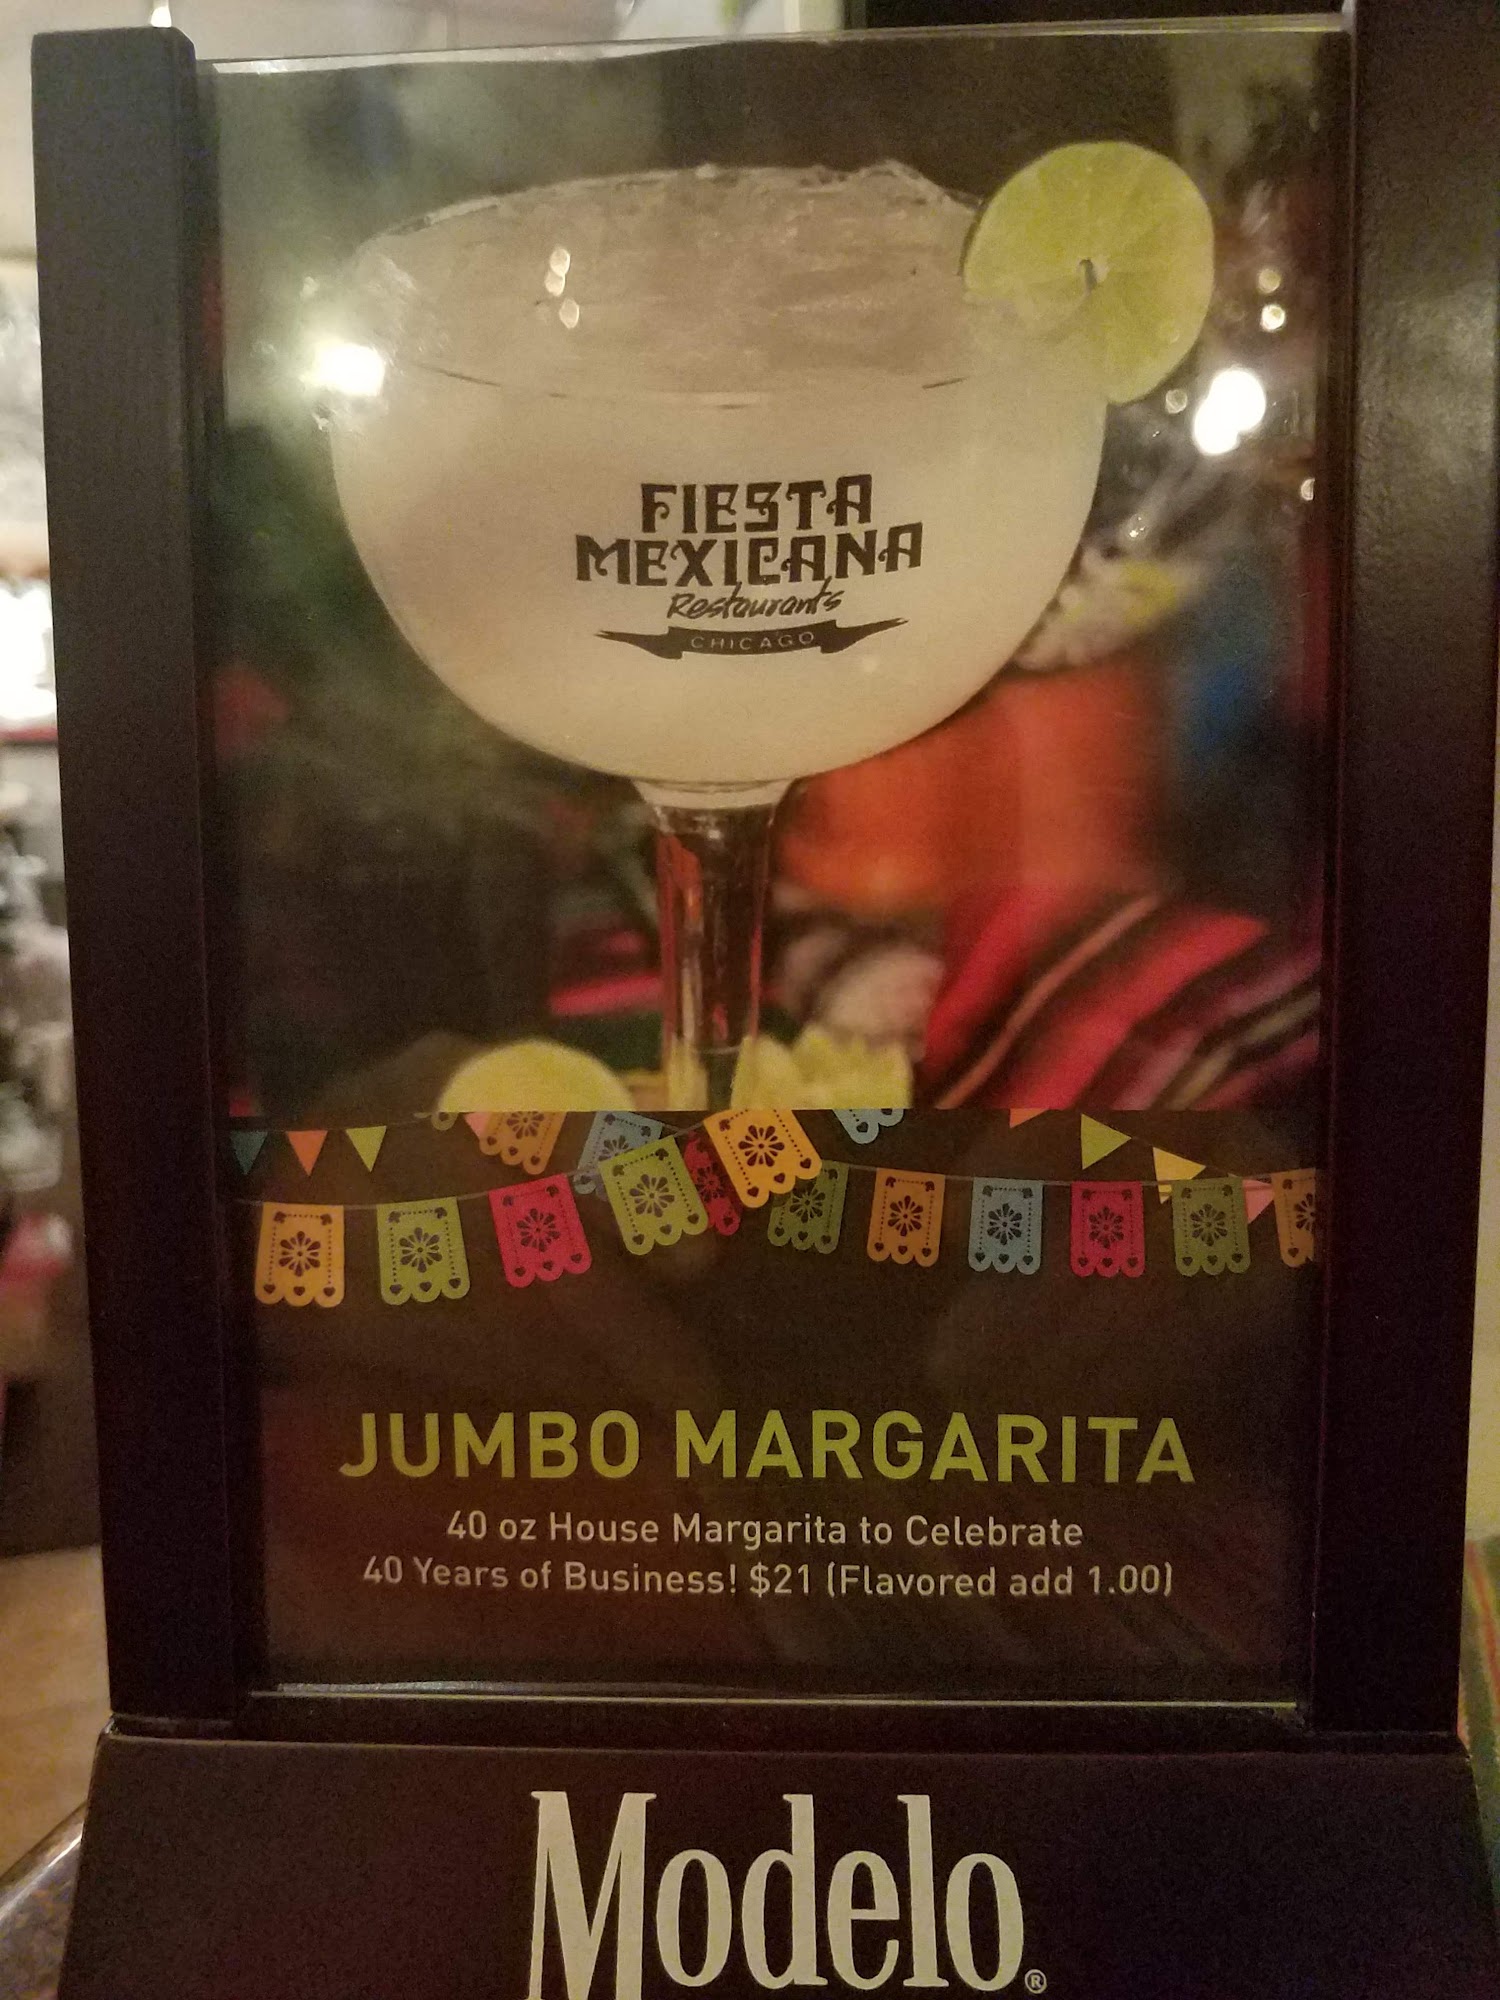 FIESTA
MEXICANA
Restaurants
CHICAGO
JUMBO MARGARITA
40 oz House Margarita to Celebrate
40 Years of Business! $21 (Flavored add 1.00)
Modelo®